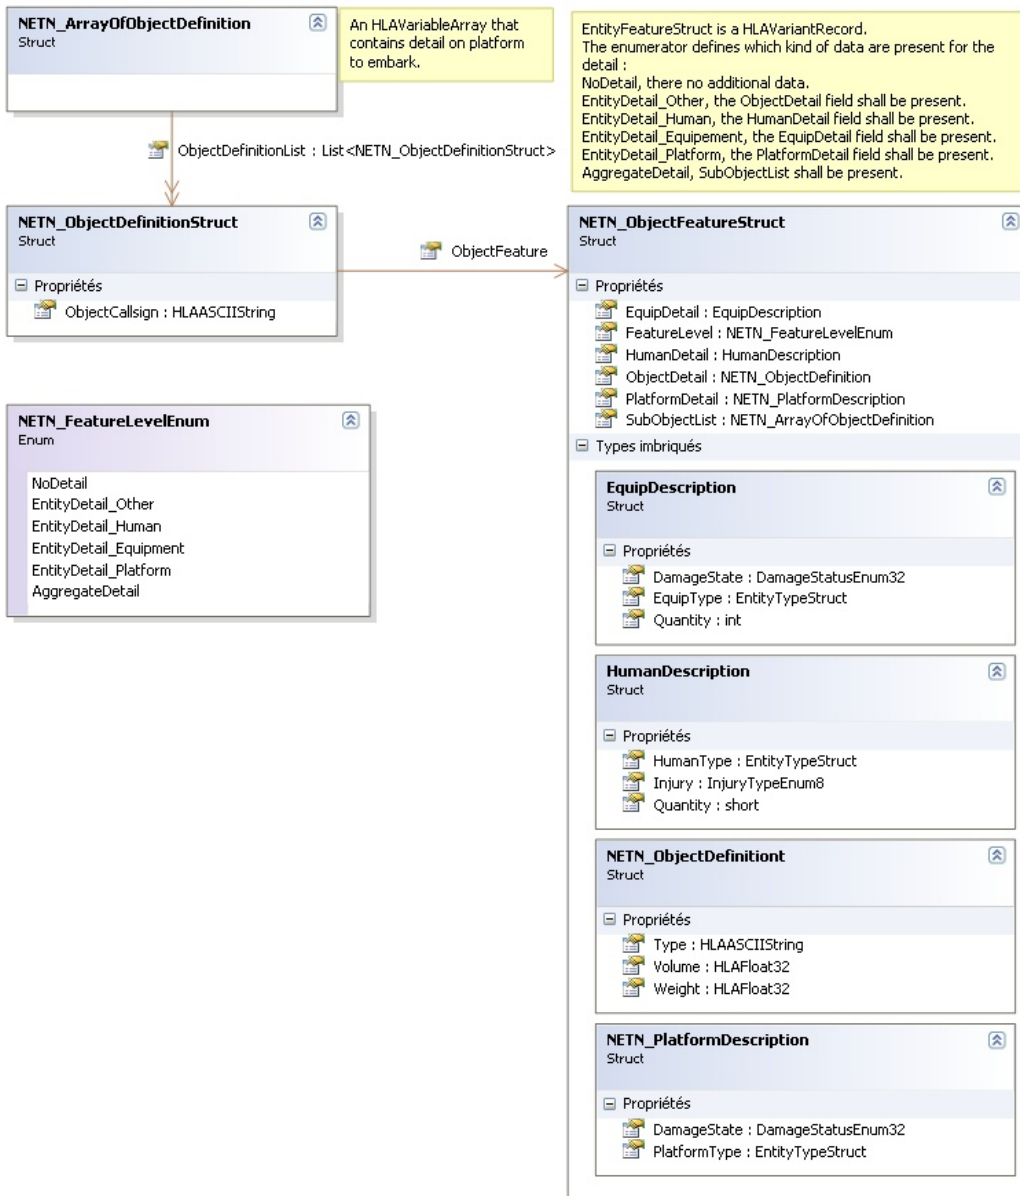 NETN_ArrayOfObjectDefinition
Struct
An HLAVariableArray that
contains detail on platform
to embark.
EntityFeatureStruct is a HLAVariantRecord.
The enumerator defines which kind of data are present for the
detail :
NoDetail, there no additional data.
EntityDetail_Other, the ObjectDetail field shall be present.
EntityDetail_Human, the HumanDetail field shall be present.
EntityDetail_Equipement, the EquipDetail field shall be present.
EntityDetail_Platform, the PlatformDetail field shall be present.
AggregateDetail, SubObjectList shall be present.
ObjectDefinitionList : List<NETN_ObjectDefinitionStruct>
NETN_ObjectDefinitionStruct
Struct
Propriétés
ObjectCallsign : HLAASCIIString
ObjectFeature
NETN_ObjectFeatureStruct
Struct
Propriétés
EquipDetail : EquipDescription
FeatureLevel : NETN_FeatureLevelEnum
HumanDetail : HumanDescription
ObjectDetail : NETN_ObjectDefinition
PlatformDetail : NETN_PlatformDescription
SubObjectList : NETN_ArrayOfObjectDefinition
Types imbriqués
NETN_FeatureLevelEnum
Enum
NoDetail
EntityDetail_Other
EntityDetail_Human
EntityDetail_Equipment
EntityDetail_Platform
AggregateDetail
EquipDescription
Struct
Propriétés
DamageState : DamageStatusEnum32
EquipType : EntityTypeStruct
Quantity : int
HumanDescription
Struct
Propriétés
HumanType : EntityTypeStruct
Injury : InjuryTypeEnum8
Quantity : short
NETN_ObjectDefinitiont
Struct
Propriétés
Type : HLAASCIIString
Volume : HLAFloat32
Weight : HLAFloat32
NETN_PlatformDescription
Struct
Propriétés
DamageState : DamageStatusEnum32
PlatformType : EntityTypeStruct